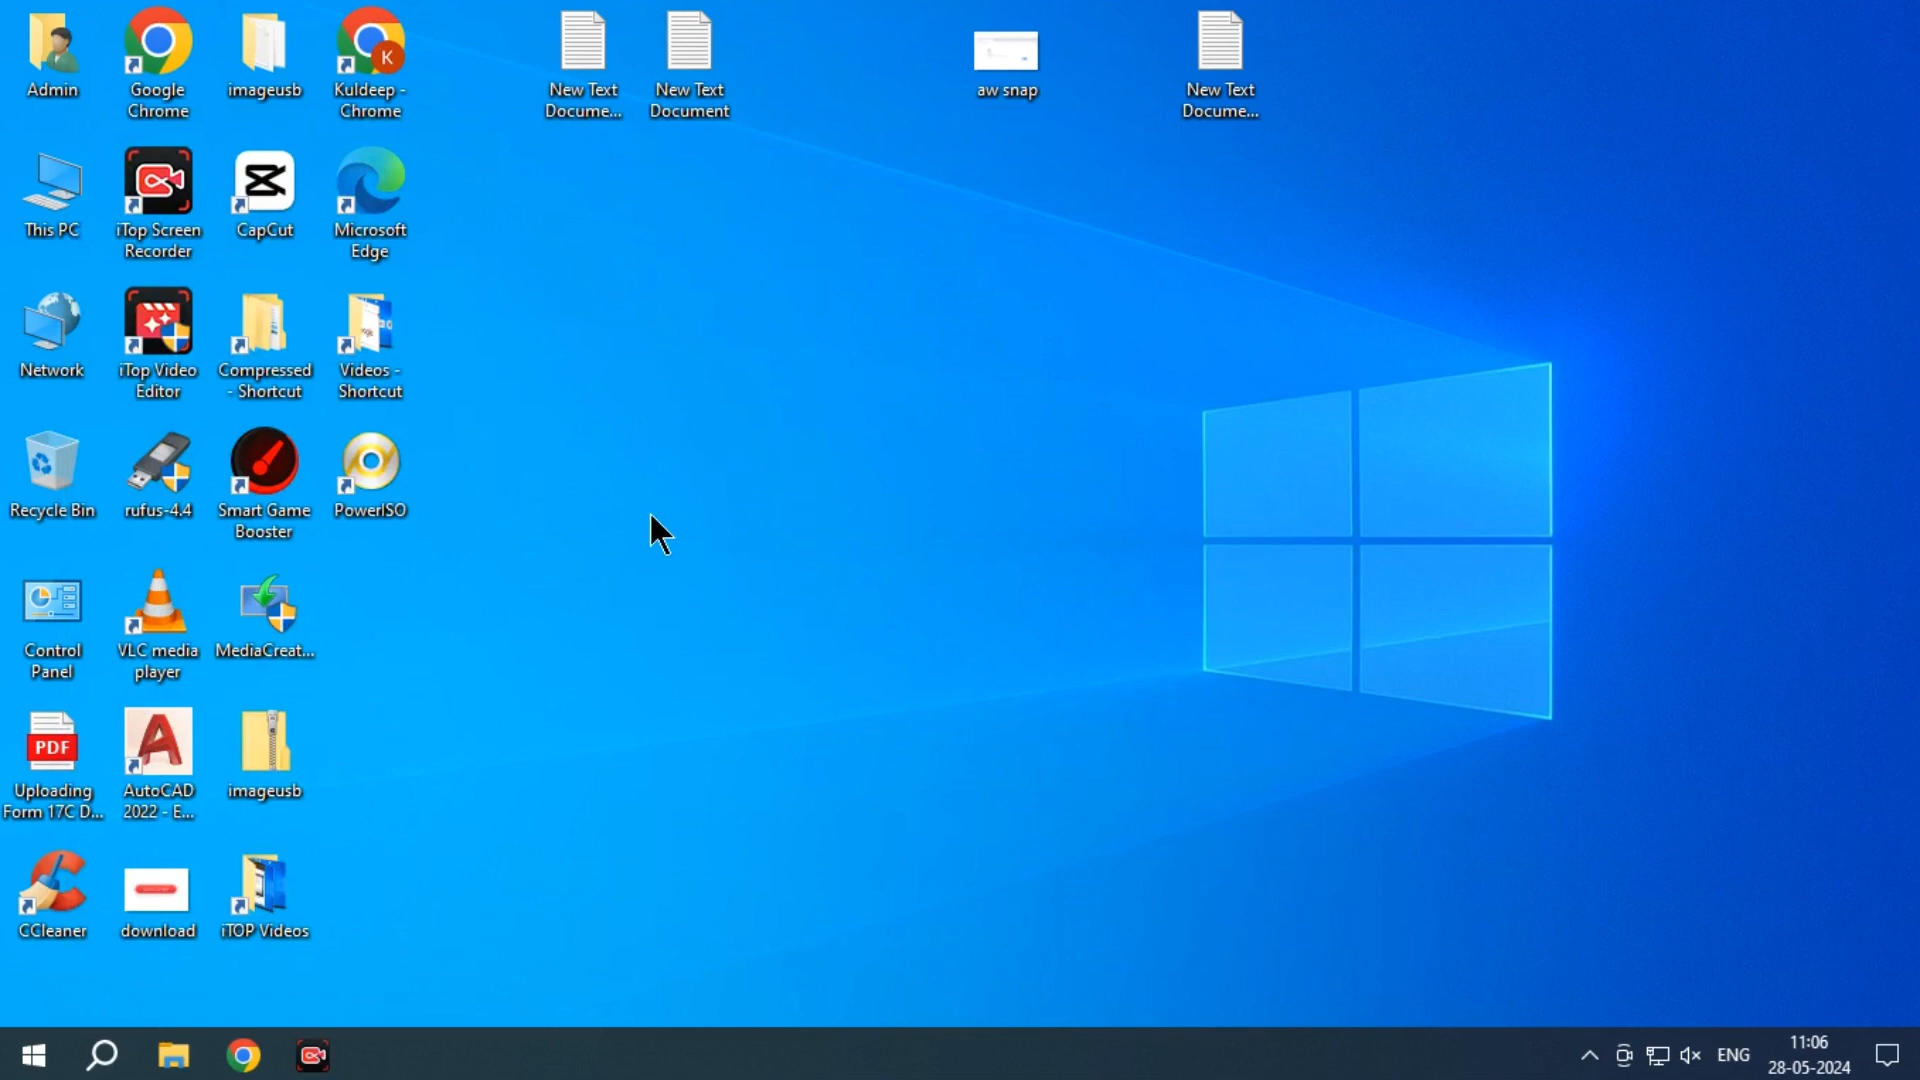 Admin
Google
Chrome
imageusb
K
Kuldeep -
Chrome
New Text
Docume...
New Text
Document
aw snap
New Text
Docume...
This PC
iTop Screen
Recorder
CapCut
Microsoft
Edge
Network
iTop Video
Editor
Compressed
- Shortcut
Videos -
Shortcut
Recycle Bin
rufus-4.4
Smart Game
Booster
PowerISO
Control
Panel
VLC media
player
MediaCreat...
PDF
Uploading
Form 17C D...
AutoCAD
2022 - E...
imageusb
CCleaner
download
iTOP Videos
ENG
11:06
28-05-2024